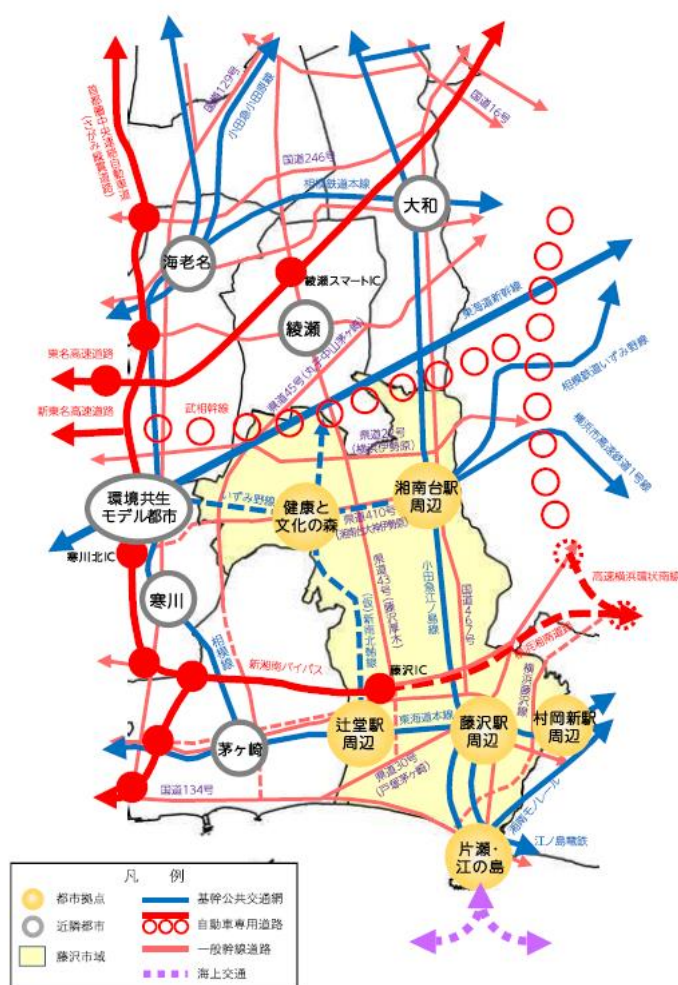 首都圏中央連絡自動車道
(さがみ縦貫道路)
国道129号
小田急小田原線
国道16号
国道246号
相模鉄道本線
大和
海老名
綾瀬スマートIC
綾瀬
東海道新幹線
東名高速道路
県道45号(丸子中山茅ヶ崎)
相模鉄道いずみ野線
新東名高速道路
武相幹線
県道22号
(横浜伊勢原)
横浜市高速鉄道1号線
環境共生
モデル都市
いずみ野線
健康と
文化の森
湘南台駅
周辺
県道410号
(湘南台大神伊勢原)
寒川北IC
県道43号(藤沢厚木)
小田急江ノ島線
国道467号
高速横浜環状南線
寒川
(仮)新南北軸線
相模線
新湘南バイパス
藤沢IC
横浜湘南道路
横浜藤沢線
辻堂駅
周辺
東海道本線
藤沢駅
周辺
村岡新駅
周辺
茅ヶ崎
県道30号
(戸塚茅ヶ崎)
国道134号
湘南モノレール
片瀬・
江の島
江ノ島電鉄
凡 例
都市拠点
基幹公共交通網
近隣都市
自動車専用道路
藤沢市域
一般幹線道路
海上交通